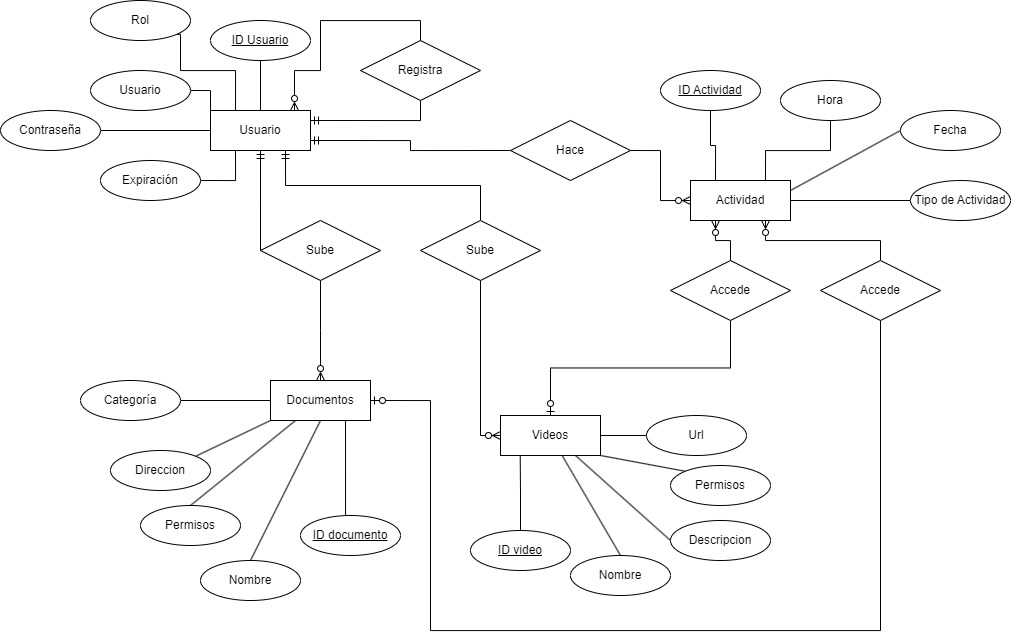 Rol
ID Usuario
Registra
Usuario
ID Actividad
Hora
Contraseña
Usuario
Fecha
Hace
Expiración
Actividad
Tipo de Actividad
Sube
Sube
Accede
Accede
Categoría
Documentos
Videos
Url
Direccion
Permisos
Permisos
ID documento
Descripcion
ID video
Nombre
Nombre